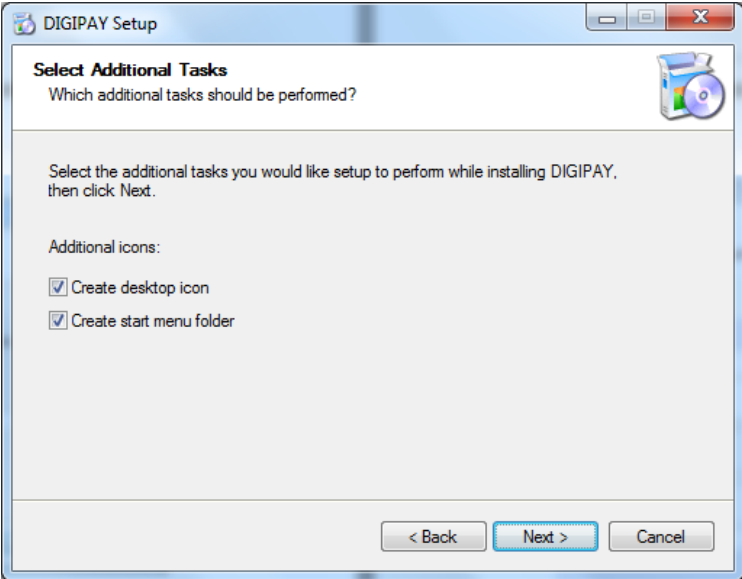 DIGIPAY Setup
Select Additional Tasks
Which additional tasks should be performed?
Select the additional tasks you would like setup to perform while installing DIGIPAY,
then click Next.
Additional icons:
Create desktop icon
Create start menu folder
< Back
Next >
Cancel